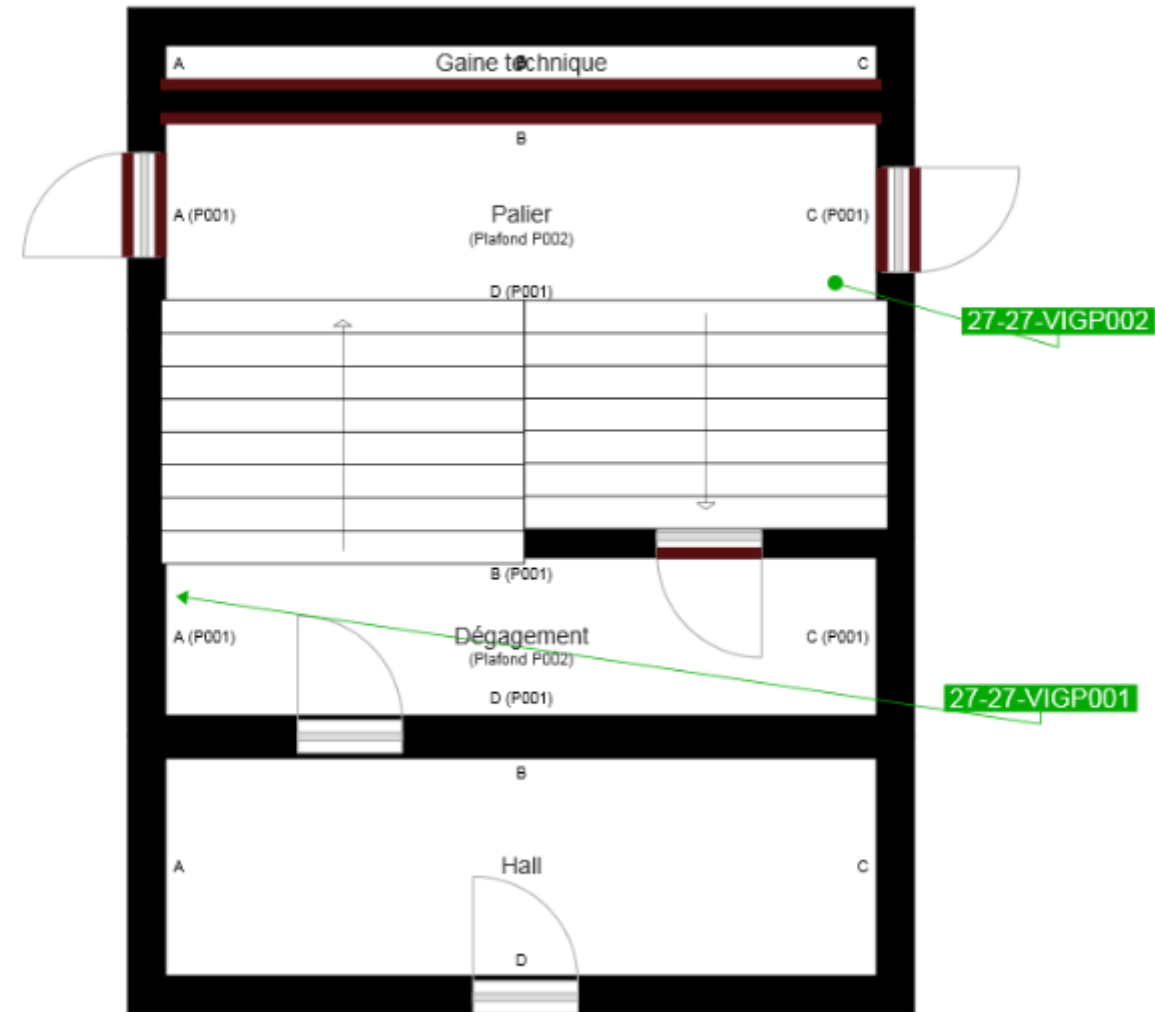 A Gaine technique C
B
A (P001) Palier C (P001)
(Plafond P002)
D (P001)
27-27-VIGP002
B (P001)
A (P001) Dégagement C (P001)
(Plafond P002)
D (P001)
27-27-VIGP001
B
A Hall C
D